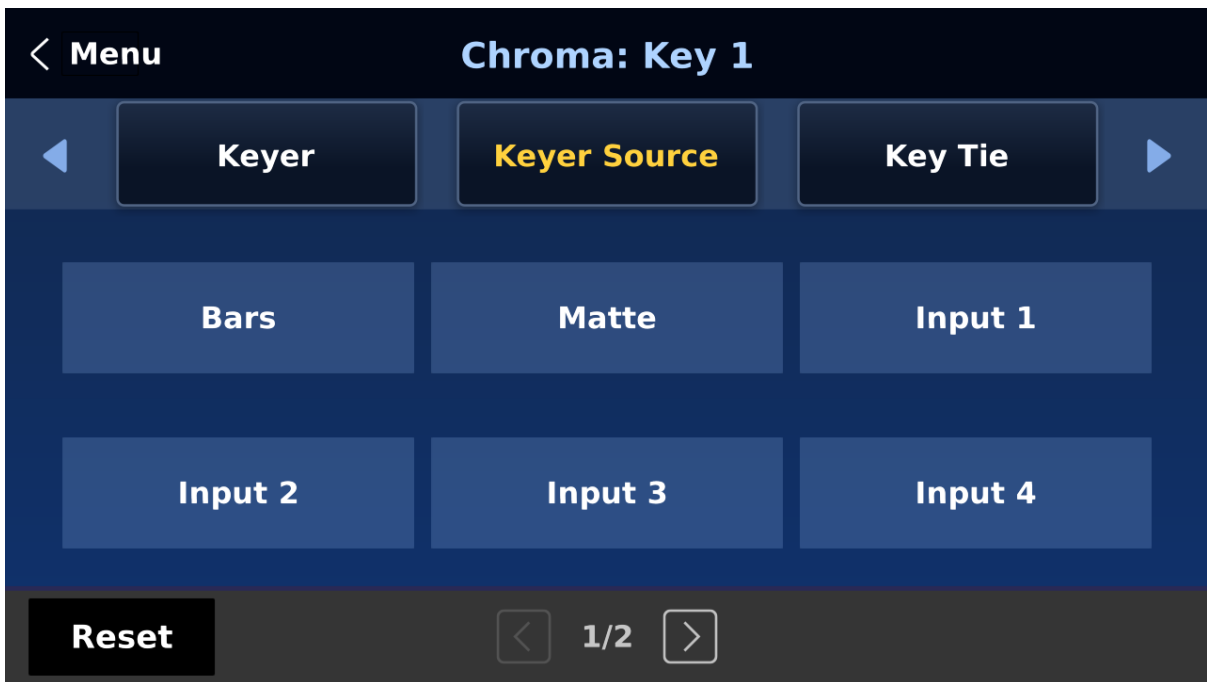 Menu
Chroma: Key 1
Keyer
Keyer Source
Key Tie
Bars
Matte
Input 1
Input 2
Input 3
Input 4
Reset
1/2